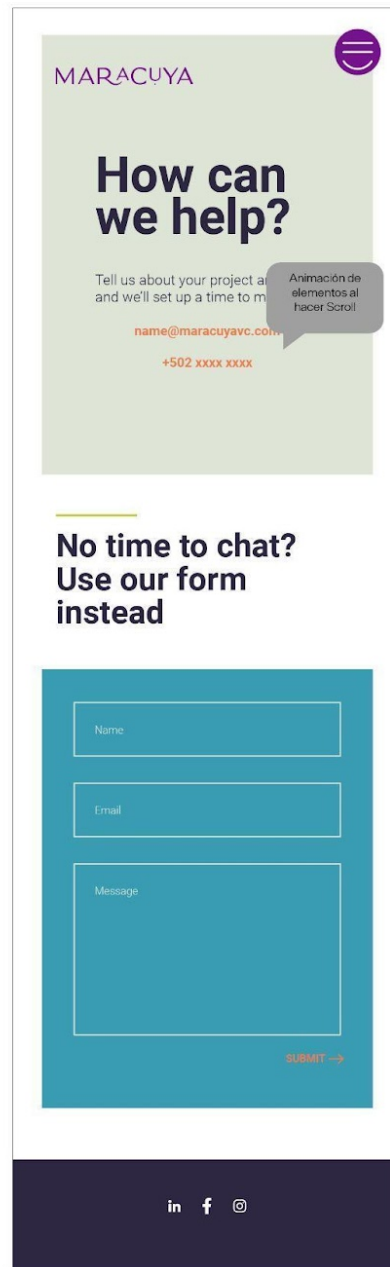 MARACUYA
How can
we help?
Tell us about your project a
and we'll set up a time to m
Animación de
elementos al
hacer Scroll
name@maracuyavc.com
+502 xxxx xxxx
No time to chat?
Use our form
instead
Name
Email
Message
SUBMIT
in f